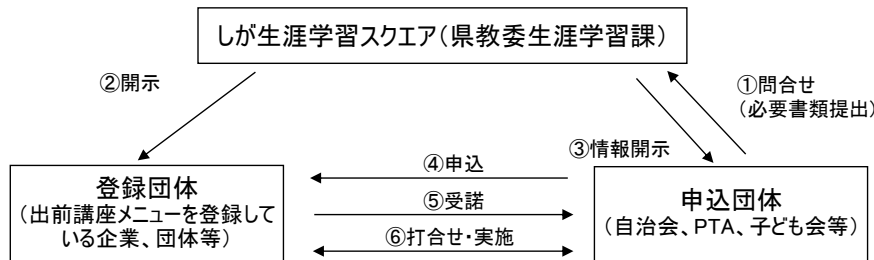 しが生涯学習スクエア(県教委生涯学習課)
②開示
①問合せ
(必要書類提出)
③情報開示
④申込
⑤受諾
⑥打合せ・実施
登録団体
(出前講座メニューを登録して
いる企業、団体等)
申込団体
(自治会、PTA、子ども会等)